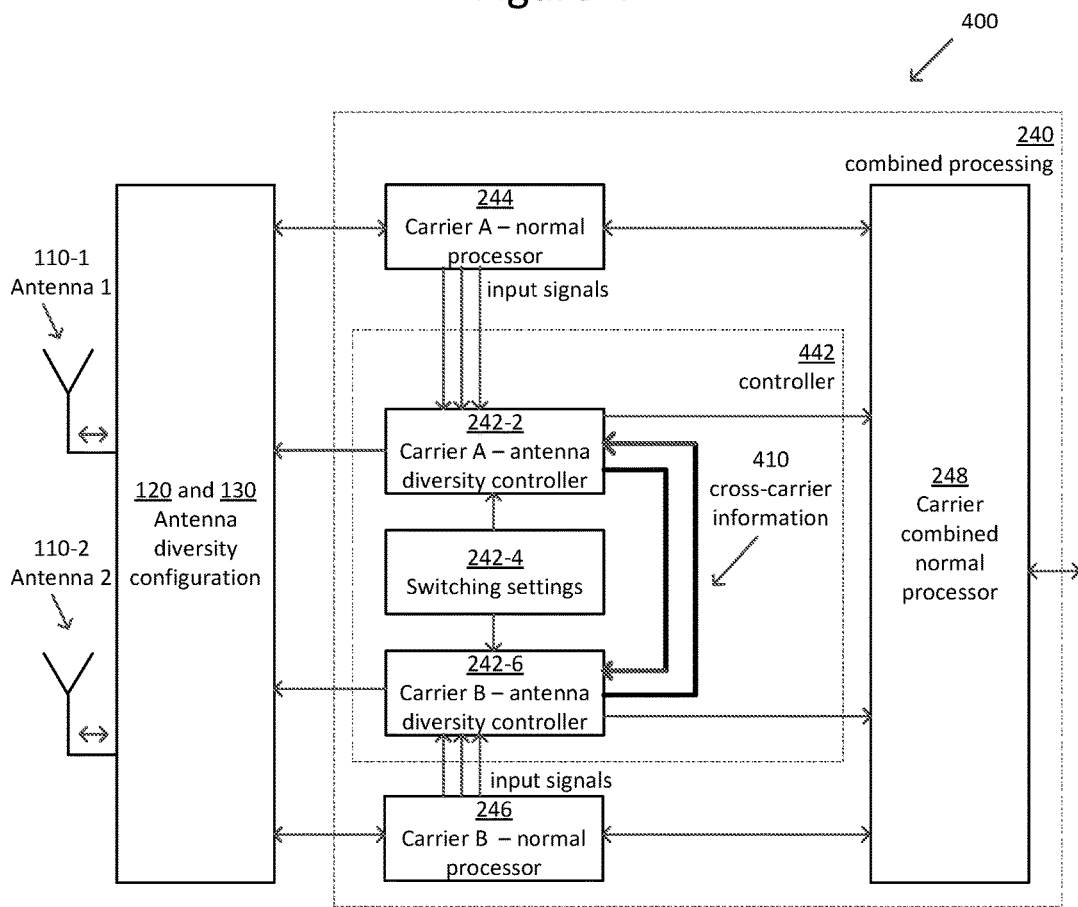 400
240
combined processing
244
Carrier A – normal
processor
input signals
110-1
Antenna 1
442
controller
242-2
Carrier A – antenna
diversity controller
410
cross-carrier
information
120 and 130
Antenna
diversity
configuration
248
Carrier
combined
normal
processor
110-2
Antenna 2
242-4
Switching settings
242-6
Carrier B – antenna
diversity controller
input signals
246
Carrier B – normal
processor